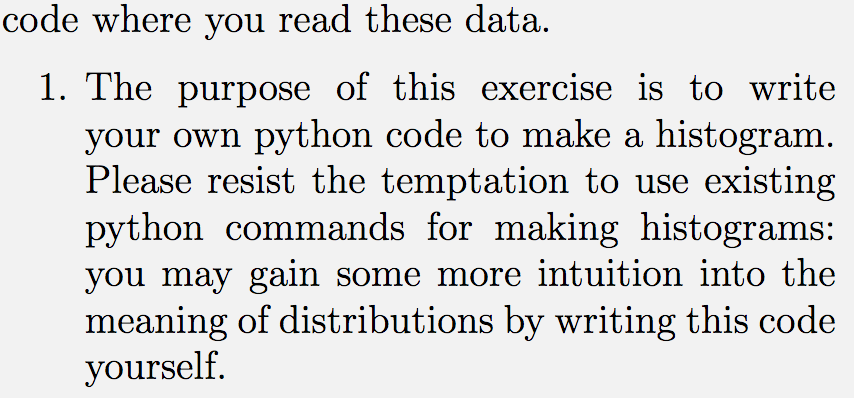 code where you read these data.
1. The purpose of this exercise is to write
your own python code to make a histogram.
Please resist the temptation to use existing
python commands for making histograms:
you may gain some more intuition into the
meaning of distributions by writing this code
yourself.